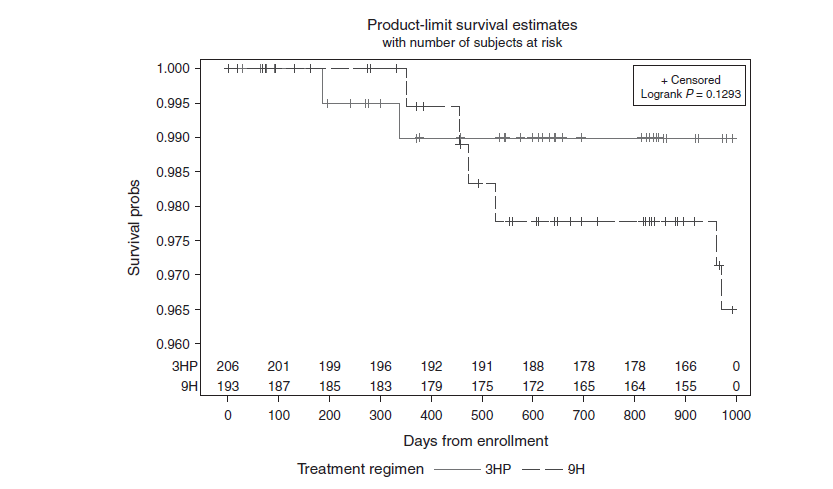 Product-limit survival estimates
with number of subjects at risk
+ Censored
Logrank P = 0.1293
Survival probs
1.000
0.995
0.990
0.985
0.980
0.975
0.970
0.965
0.960
3HP 206 201 199 196 192 191 188 178 178 166 0
9H 193 187 185 183 179 175 172 165 164 155 0
0 100 200 300 400 500 600 700 800 900 1000
Days from enrollment
Treatment regimen 3HP 9H